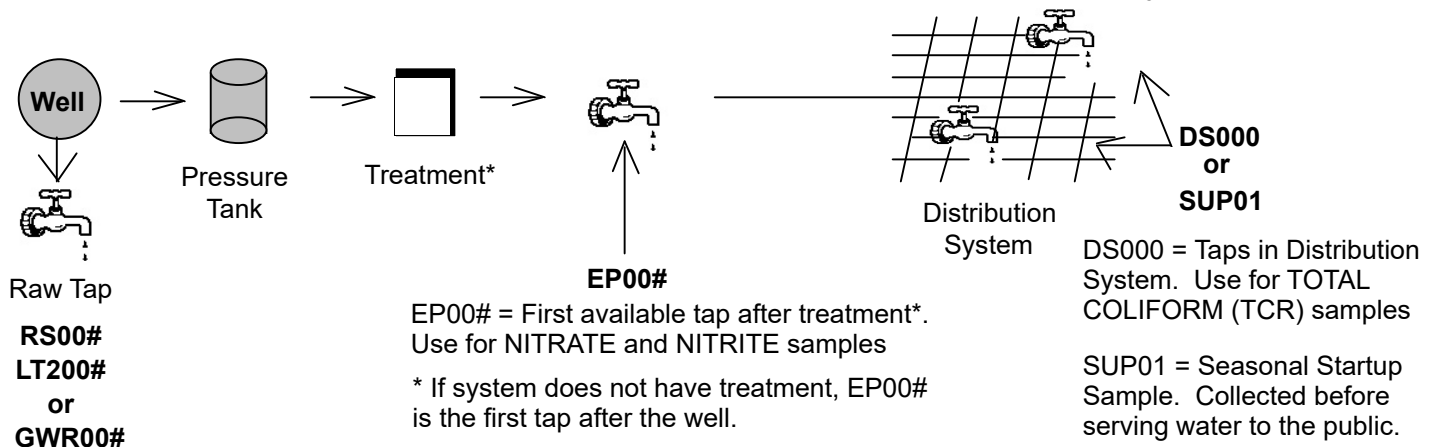 Well
Pressure
Tank
Treatment*
Raw Tap
RS00#
LT200#
or
GWR00#
EP00#
EP00# = First available tap after treatment*.
Use for NITRATE and NITRITE samples
* If system does not have treatment, EP00#
is the first tap after the well.
Distribution
System
DS000
or
SUP01
DS000 = Taps in Distribution
System. Use for TOTAL
COLIFORM (TCR) samples
SUP01 = Seasonal Startup
Sample. Collected before
serving water to the public.